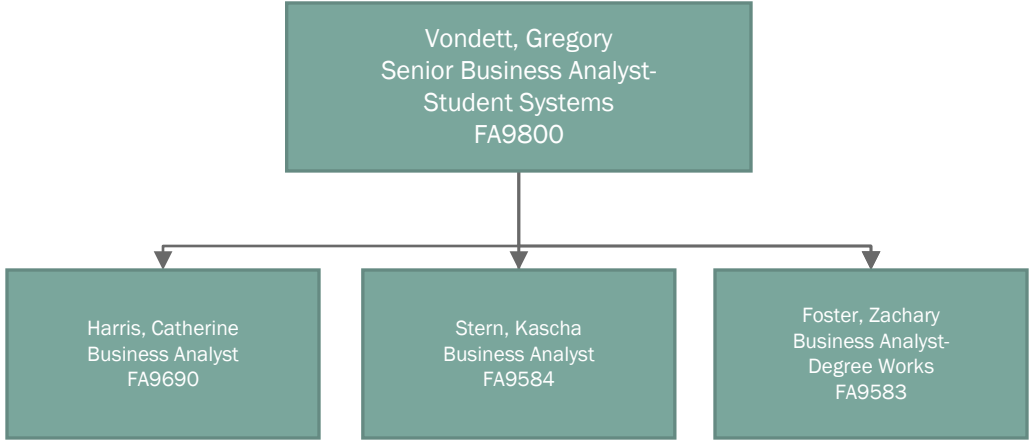 Vondett, Gregory
Senior Business Analyst-
Student Systems
FA9800
Harris, Catherine
Business Analyst
FA9690
Stern, Kascha
Business Analyst
FA9584
Foster, Zachary
Business Analyst-
Degree Works
FA9583